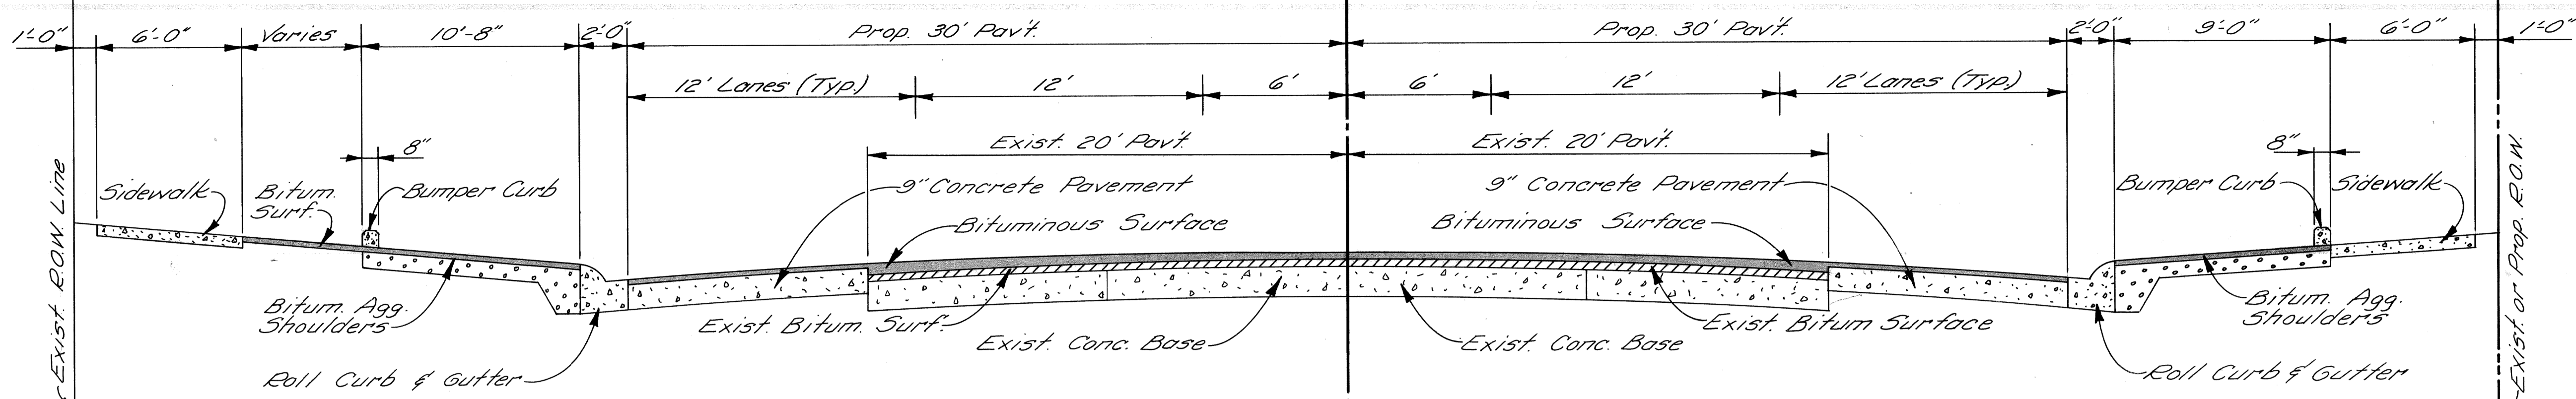 1'-0" 6'-0" Varies 10'-8" 2'-0" Prop. 30' Pav't. Prop. 30' Pav't. 2'-0" 9'-0" 6'-0" 1'-0"
12' Lanes (Typ.) 12' 6' 6' 12' 12' Lanes (Typ.)
8" Exist. 20' Pav't. Exist. 20' Pav't. 8"
Sidewalk Bitum. Bumper Curb 9" Concrete Pavement 9" Concrete Pavement Bumper Curb Sidewalk
Surf. Bituminous Surface Bituminous Surface
Bitum. Agg. Bitum. Agg.
Shoulders Exist. Bitum. Surf. Exist. Bitum Surface Shoulders
Exist. Conc. Base Exist. Conc. Base
Roll Curb & Gutter Roll Curb & Gutter
Exist. R.O.W. Line
Exist. or Prop. R.O.W.